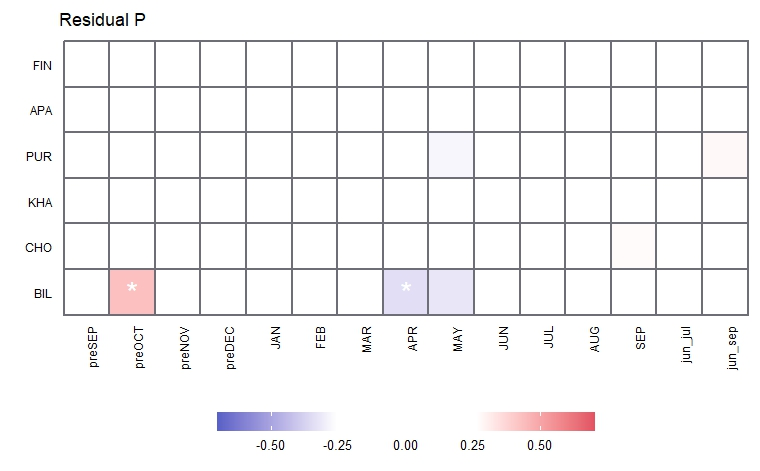 Residual P
FIN
APA
PUR
KHA
CHO
BIL
* *
preSEP preOCT preNOV preDEC JAN FEB MAR APR MAY JUN JUL AUG SEP jun_jul jun_sep
-0.50 -0.25 0.00 0.25 0.50